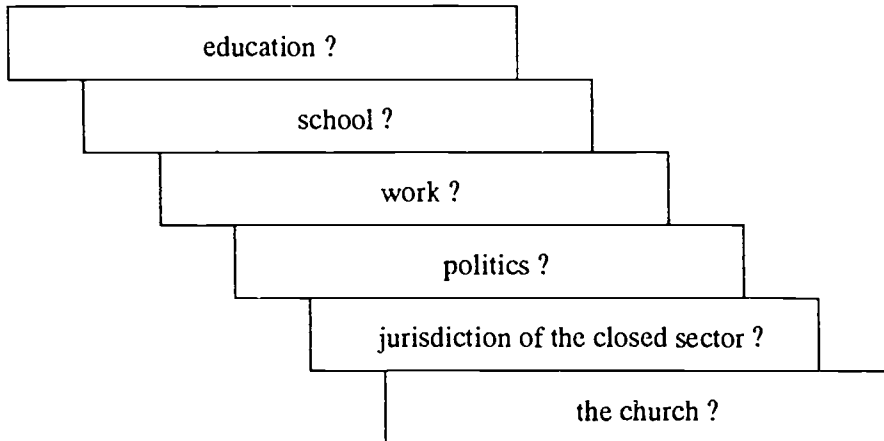 education ?
school ?
work ?
politics ?
jurisdiction of the closed sector ?
the church ?